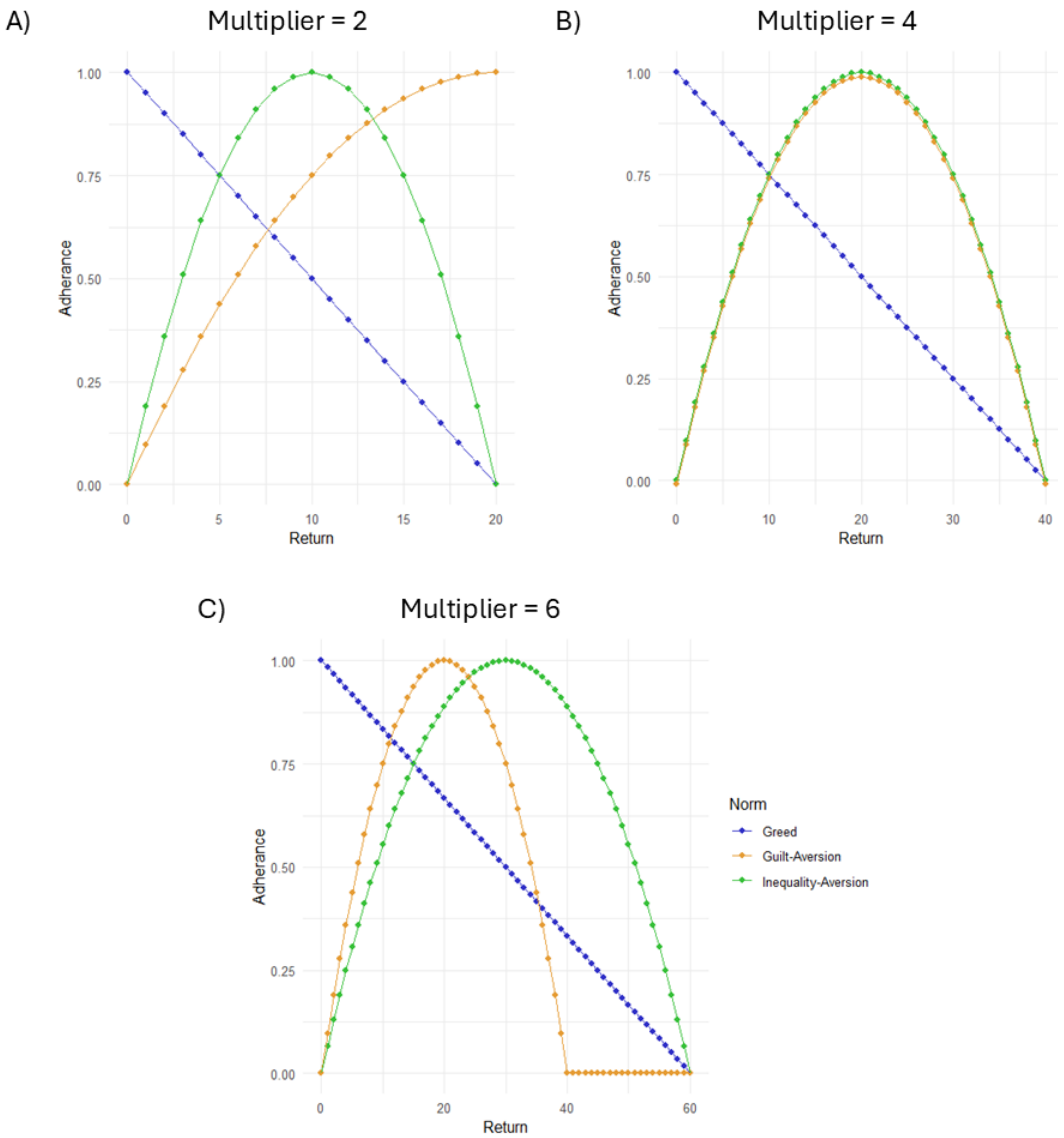 A)
Multiplier = 2
Adherance
1.00
0.75
0.50
0.25
0.00
0 5 10 15 20
Return
B)
Multiplier = 4
Adherance
1.00
0.75
0.50
0.25
0.00
0 10 20 30 40
Return
C)
Multiplier = 6
Adherance
1.00
0.75
0.50
0.25
0.00
0 20 40 60
Return
Norm
Greed
Guilt-Aversion
Inequality-Aversion